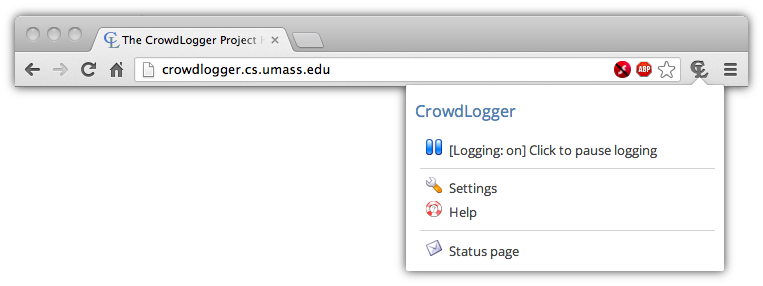 The CrowdLogger Project
crowdlogger.cs.umass.edu
ABP
CL
CrowdLogger
[Logging: on] Click to pause logging
Settings
Help
Status page